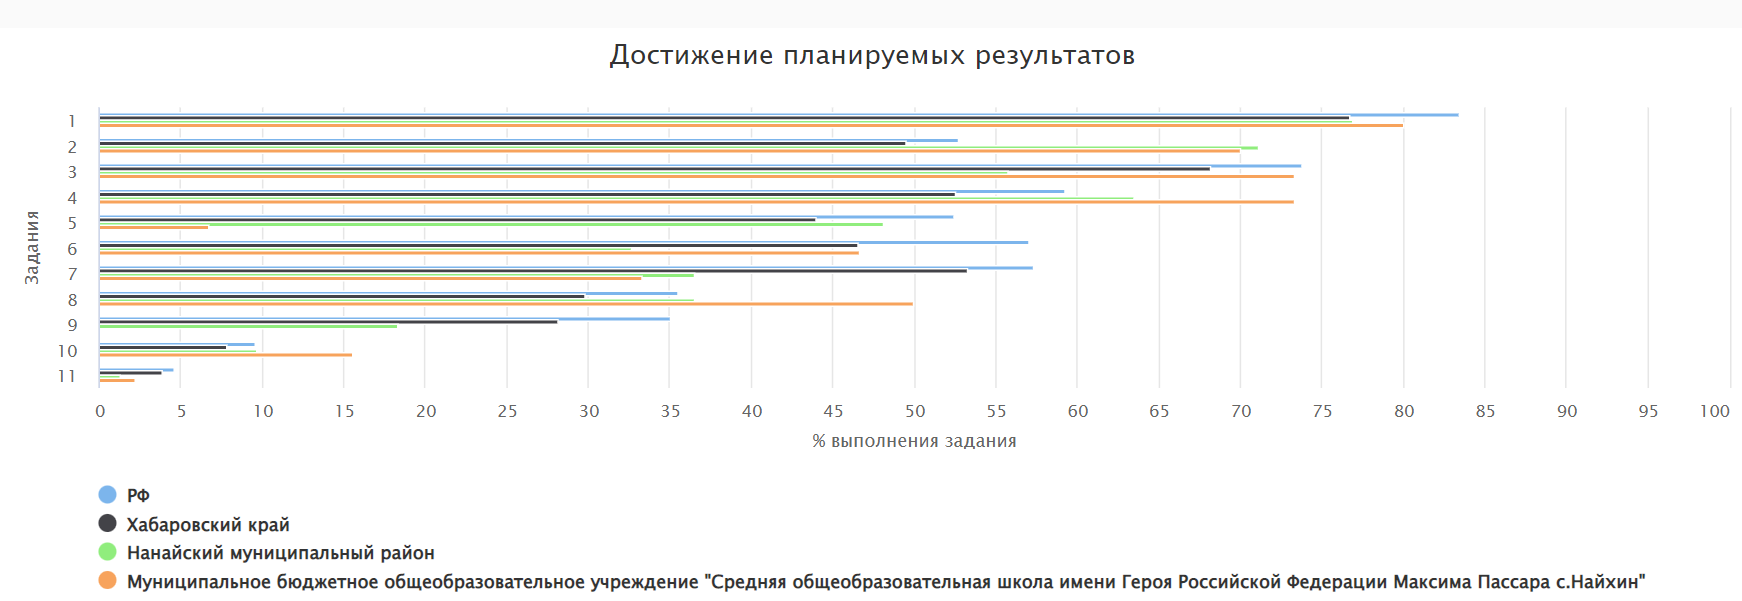 Достижение планируемых результатов
Задания
1
2
3
4
5
6
7
8
9
10
11
0 5 10 15 20 25 30 35 40 45 50 55 60 65 70 75 80 85 90 95 100
% выполнения задания
РФ
Хабаровский край
Нанайский муниципальный район
Муниципальное бюджетное общеобразовательное учреждение "Средняя общеобразовательная школа имени Героя Российской Федерации Максима Пассара с.Найхин"